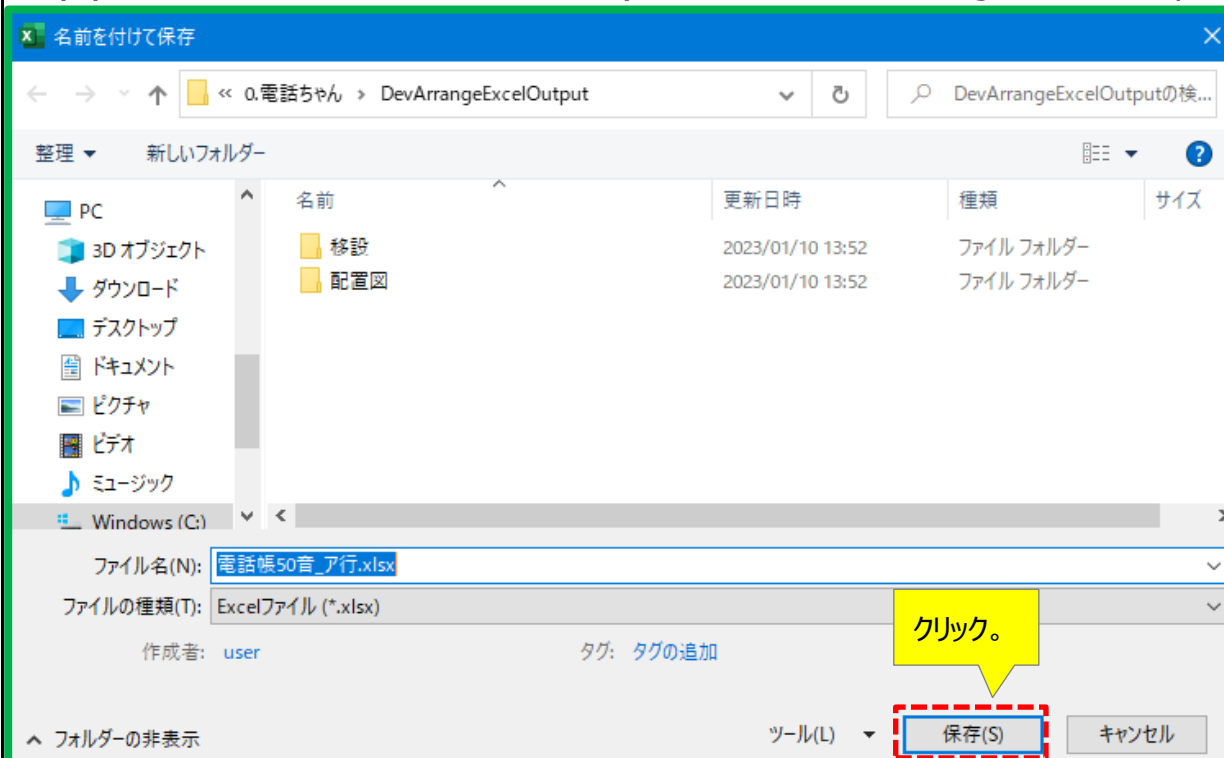 名前を付けて保存
« 0.電話ちゃん › DevArrangeExcelOutput
DevArrangeExcelOutputの検...
整理
新しいフォルダー
名前 更新日時 種類 サイズ
移設 2023/01/10 13:52 ファイル フォルダー
配置図 2023/01/10 13:52 ファイル フォルダー
PC
3D オブジェクト
ダウンロード
デスクトップ
ドキュメント
ピクチャ
ビデオ
ミュージック
Windows (C:)
ファイル名(N): 電話帳50音_ア行.xlsx
ファイルの種類(T): Excelファイル (*.xlsx)
作成者: user タグ: タグの追加
クリック。
フォルダーの非表示
ツール(L) 保存(S) キャンセル